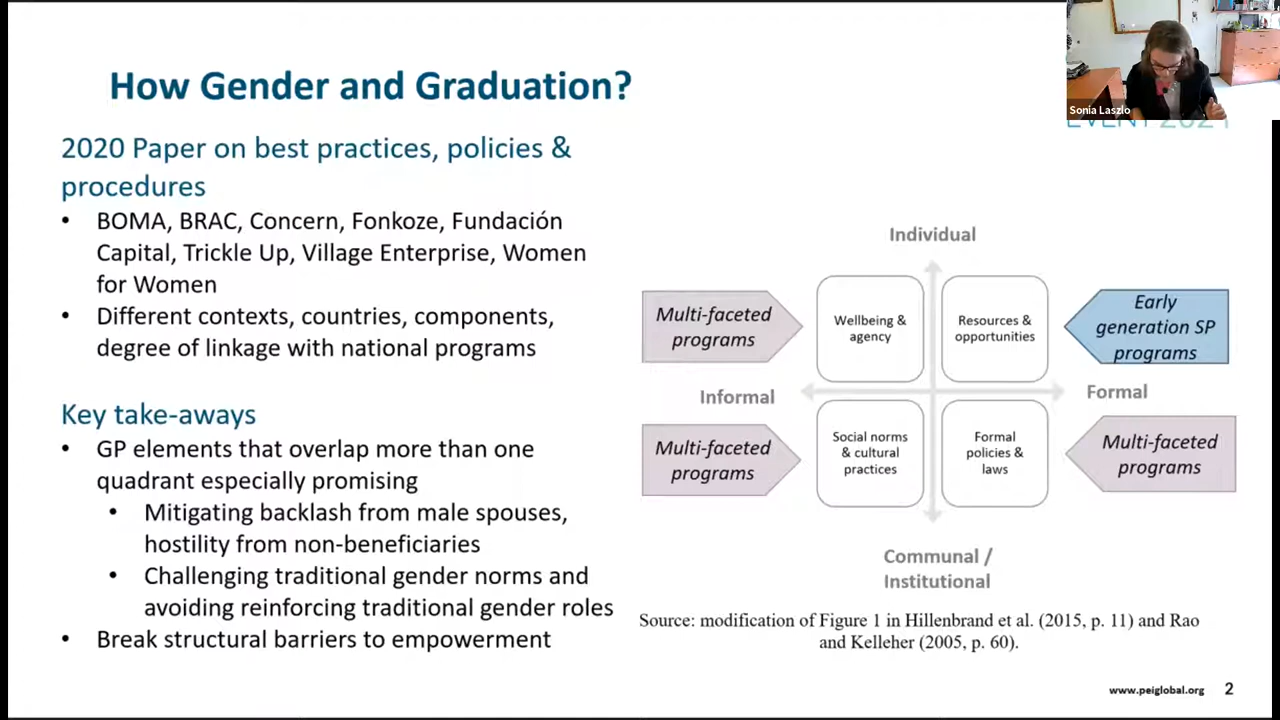 How Gender and Graduation?
2020 Paper on best practices, policies &
procedures
• BOMA, BRAC, Concern, Fonkoze, Fundación
Capital, Trickle Up, Village Enterprise, Women
for Women
• Different contexts, countries, components,
degree of linkage with national programs
Key take-aways
• GP elements that overlap more than one
quadrant especially promising
• Mitigating backlash from male spouses,
hostility from non-beneficiaries
• Challenging traditional gender norms and
avoiding reinforcing traditional gender roles
• Break structural barriers to empowerment
Sonia Laszlo
EVENT 2021
Individual
Multi-faceted
programs
Wellbeing &
agency
Resources &
opportunities
Early
generation SP
programs
Informal
Formal
Multi-faceted
programs
Social norms
& cultural
practices
Formal
policies &
laws
Multi-faceted
programs
Communal /
Institutional
Source: modification of Figure 1 in Hillenbrand et al. (2015, p. 11) and Rao
and Kelleher (2005, p. 60).
www.peiglobal.org 2